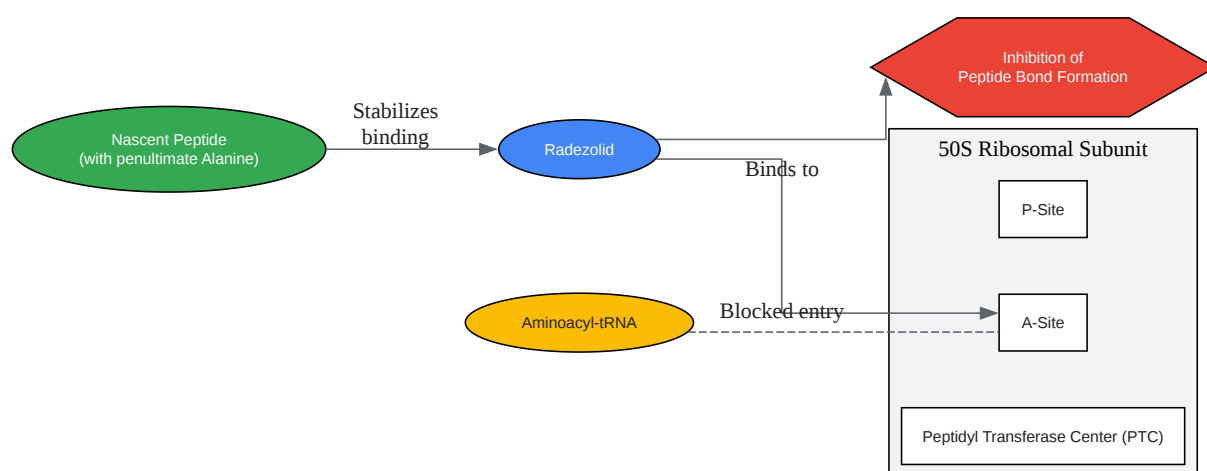 Inhibition of
Peptide Bond Formation
Nascent Peptide
(with penultimate Alanine)
Stabilizes
binding
Radezolid
Binds to
50S Ribosomal Subunit
P-Site
Aminoacyl-tRNA
Blocked entry
A-Site
Peptidyl Transferase Center (PTC)